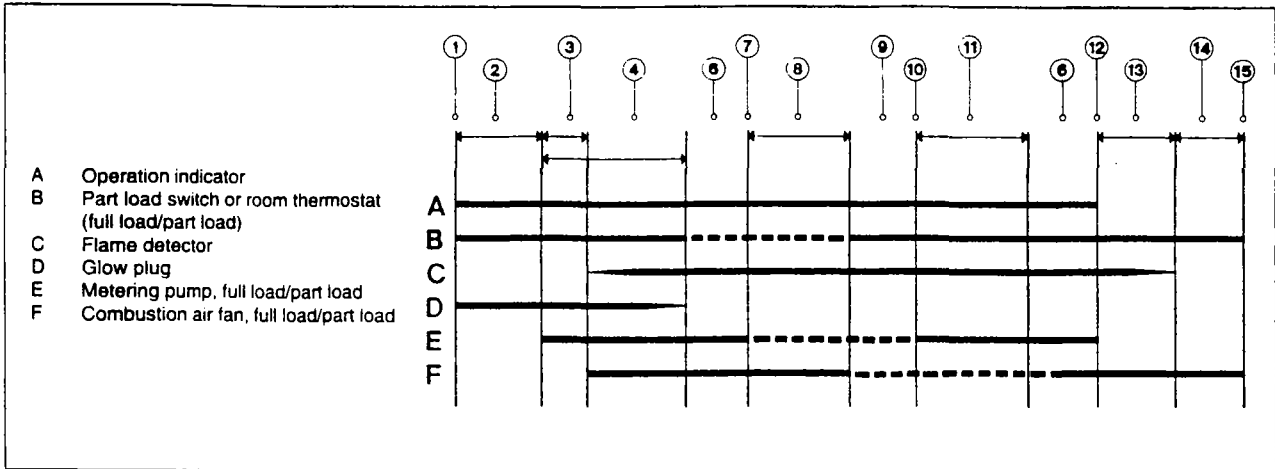 1 3 7 9 11 12 14
2 4 6 8 10 6 13 15
A Operation indicator
B Part load switch or room thermostat
(full load/part load)
C Flame detector
D Glow plug
E Metering pump, full load/part load
F Combustion air fan, full load/part load
A
B
C
D
E
F